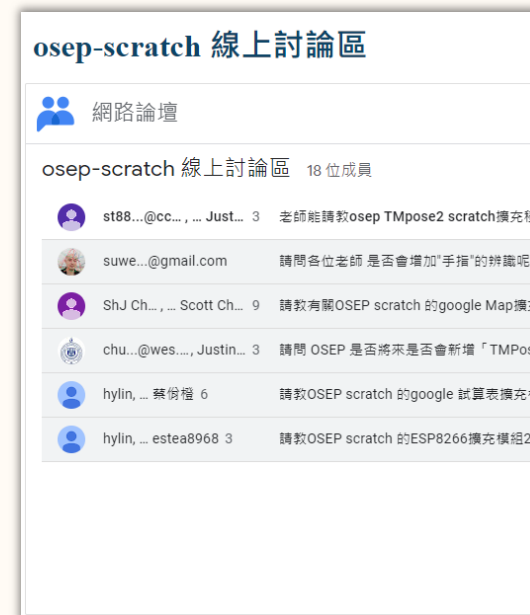 osep-scratch 線上討論區
網路論壇
osep-scratch 線上討論區 18 位成員
st88...@cc... , ... Just... 3 老師能請教osep TMpose2 scratch擴充
suwe...@gmail.com 請問各位老師 是否會增加"手指"的辨識呢
ShJ Ch... , ... Scott Ch... 9 請教有關OSEP scratch 的google Map擴
chu...@wes.... , Justin... 3 請問 OSEP 是否將來是否會新增「TMPos
hylin, ... 蔡佾橙 6 請教OSEP scratch 的google 試算表擴充
hylin, ... estea8968 3 請教OSEP scratch 的ESP8266擴充模組2